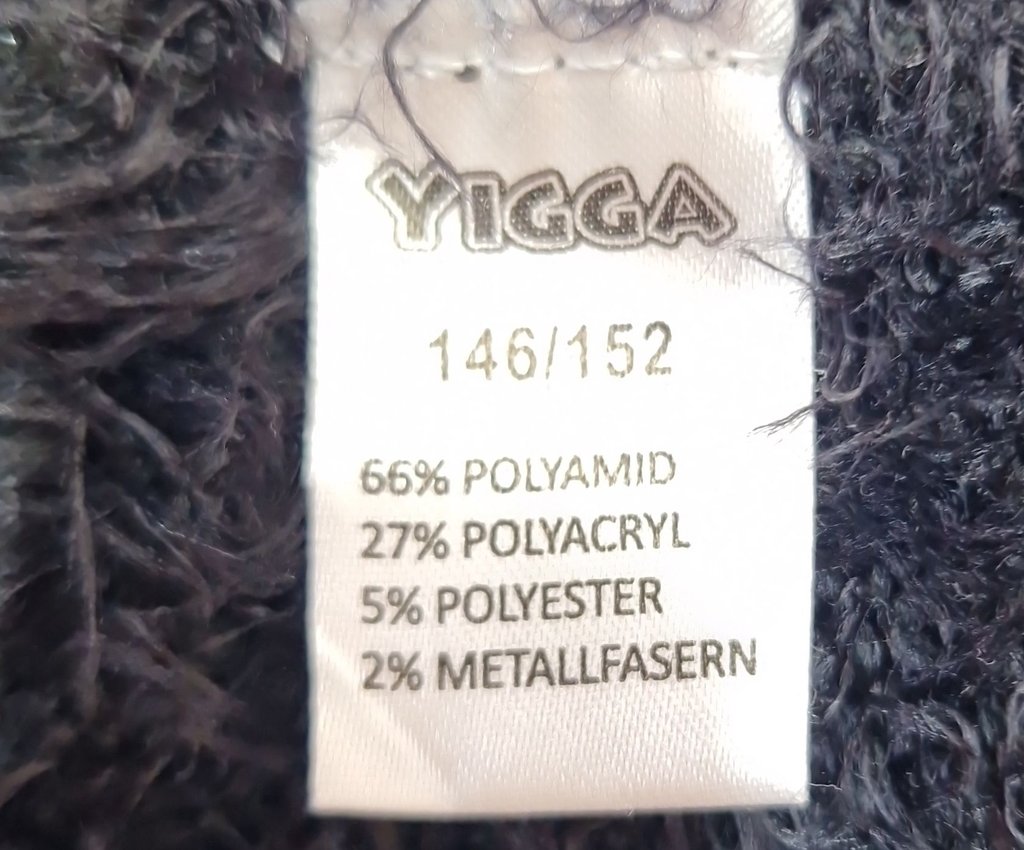 YIGGA
146/152
66% POLYAMID
27% POLYACRYL
5% POLYESTER
2% METALLFASERN